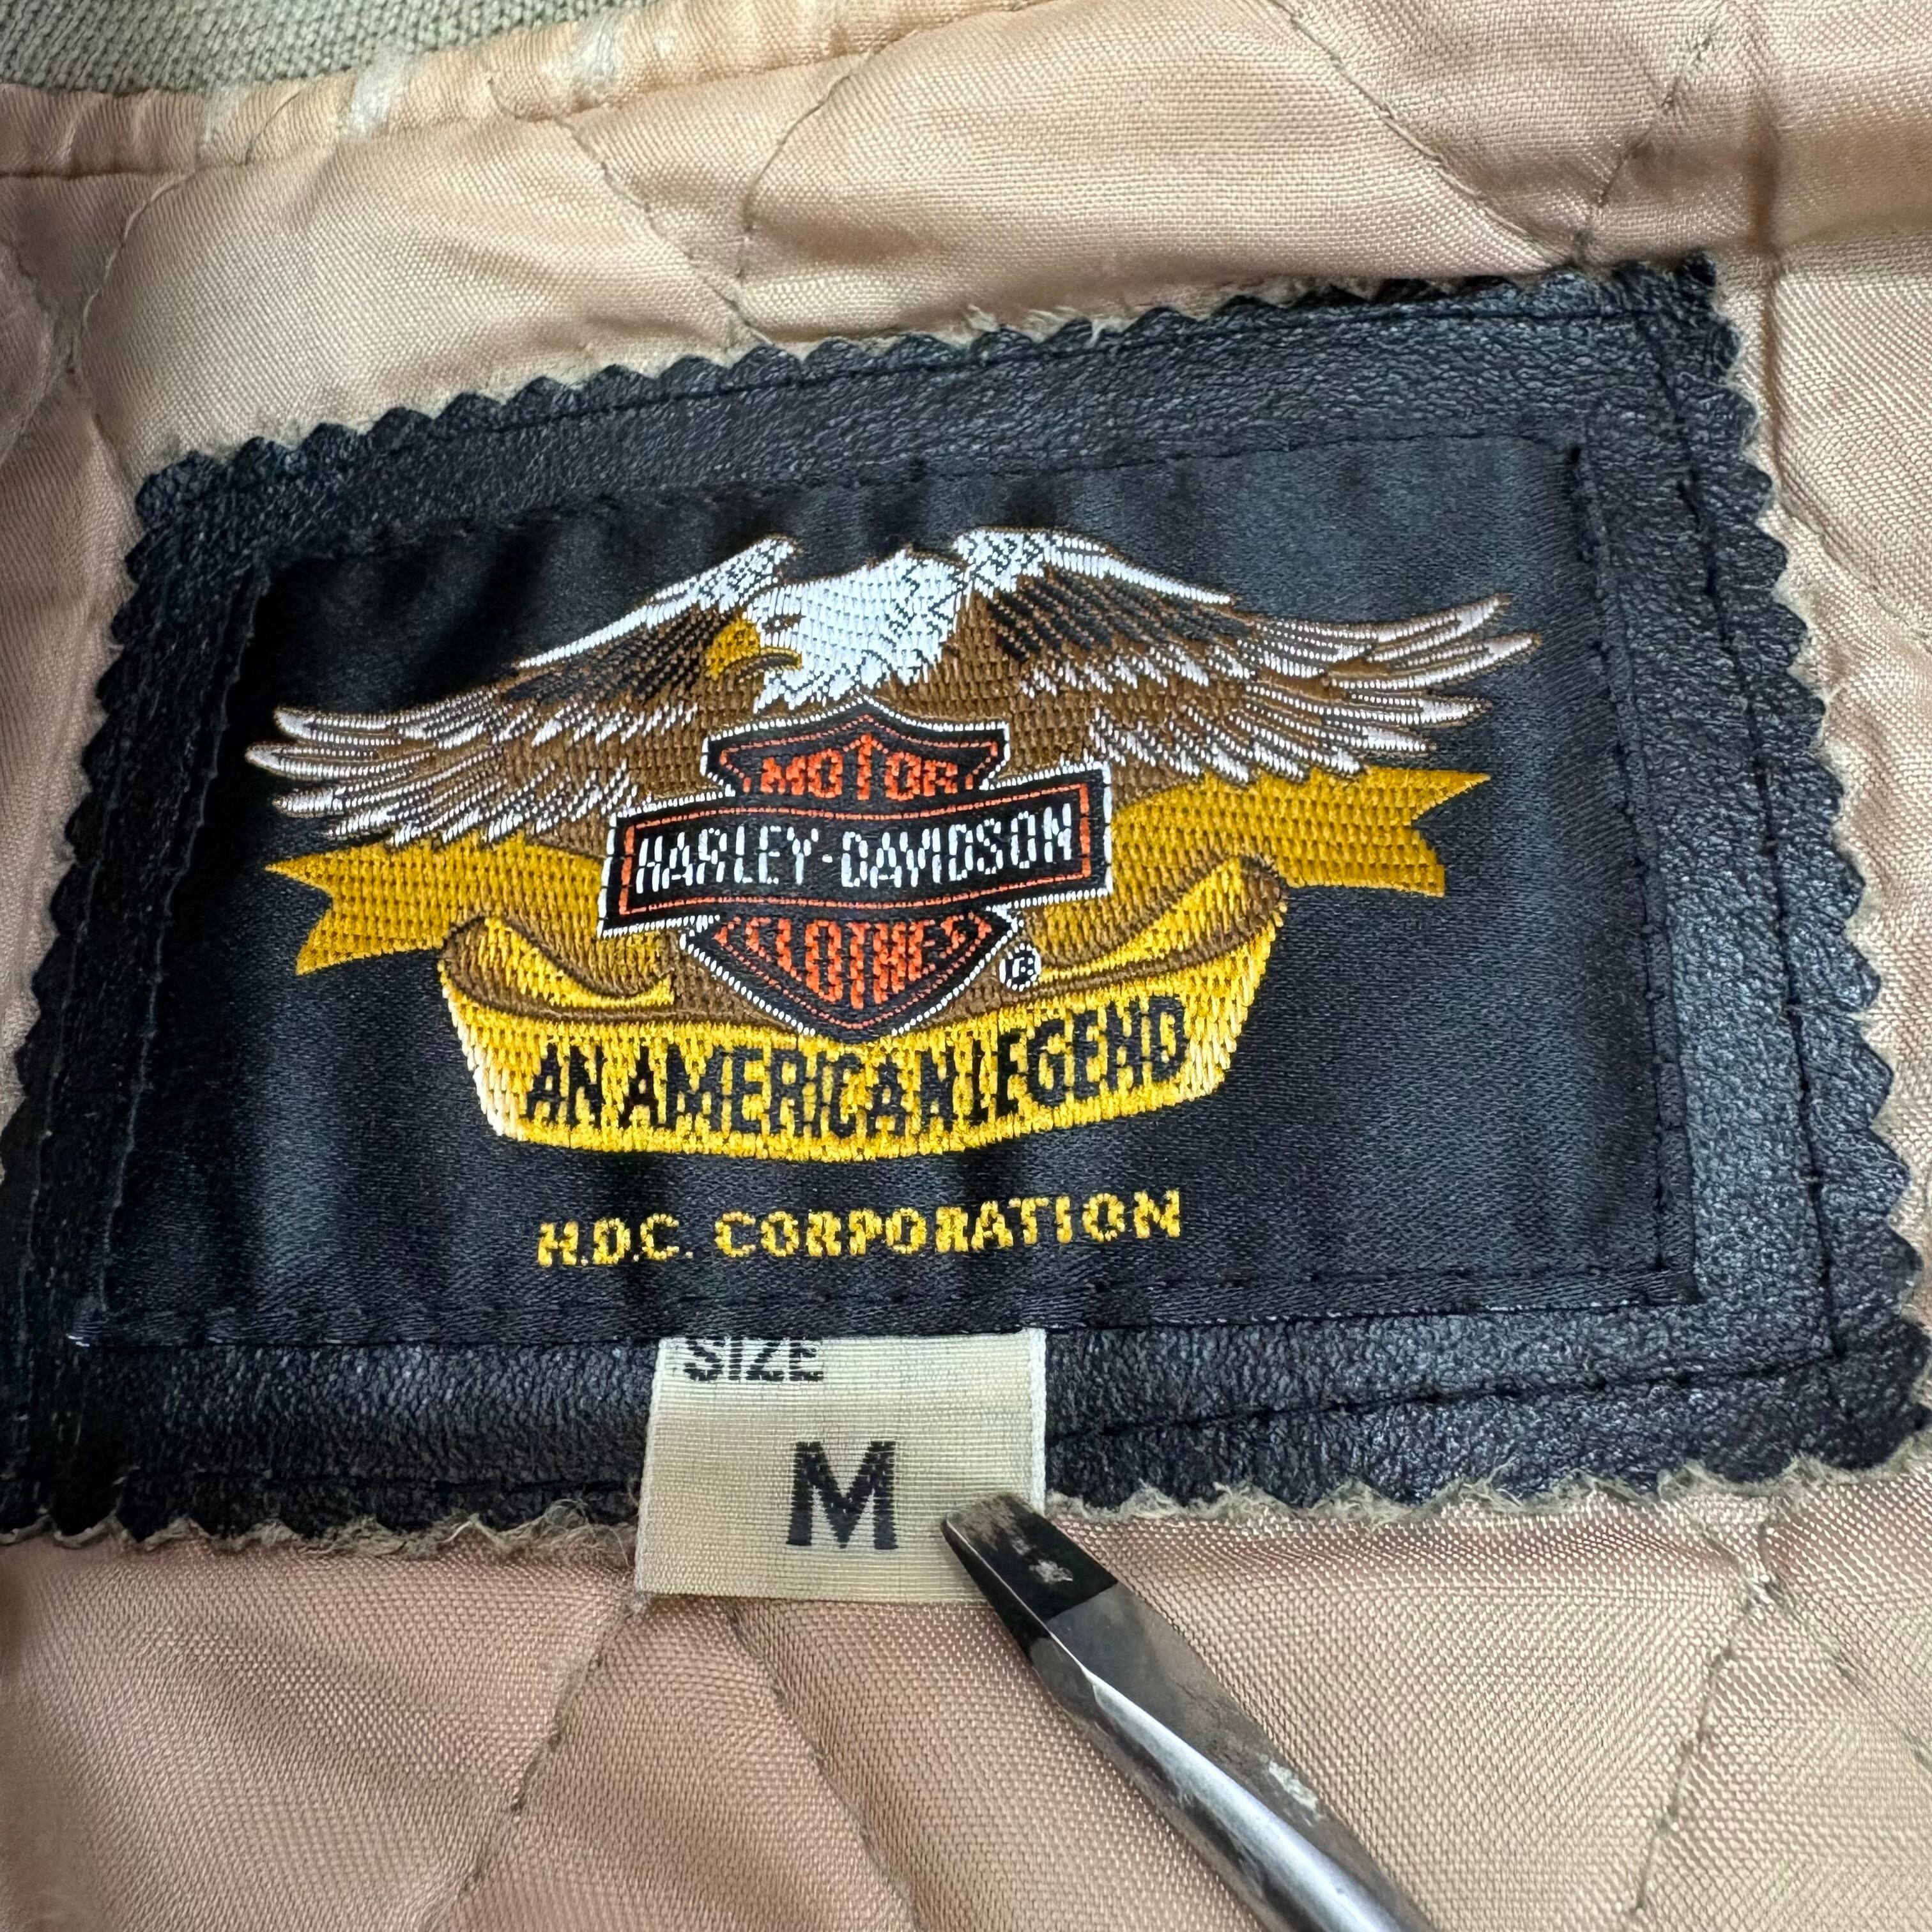 MOTOR
HARLEY-DAVIDSON
CLOTHES
®
AN AMERICAN LEGEND
H.D.C. CORPORATION
SIZE
M